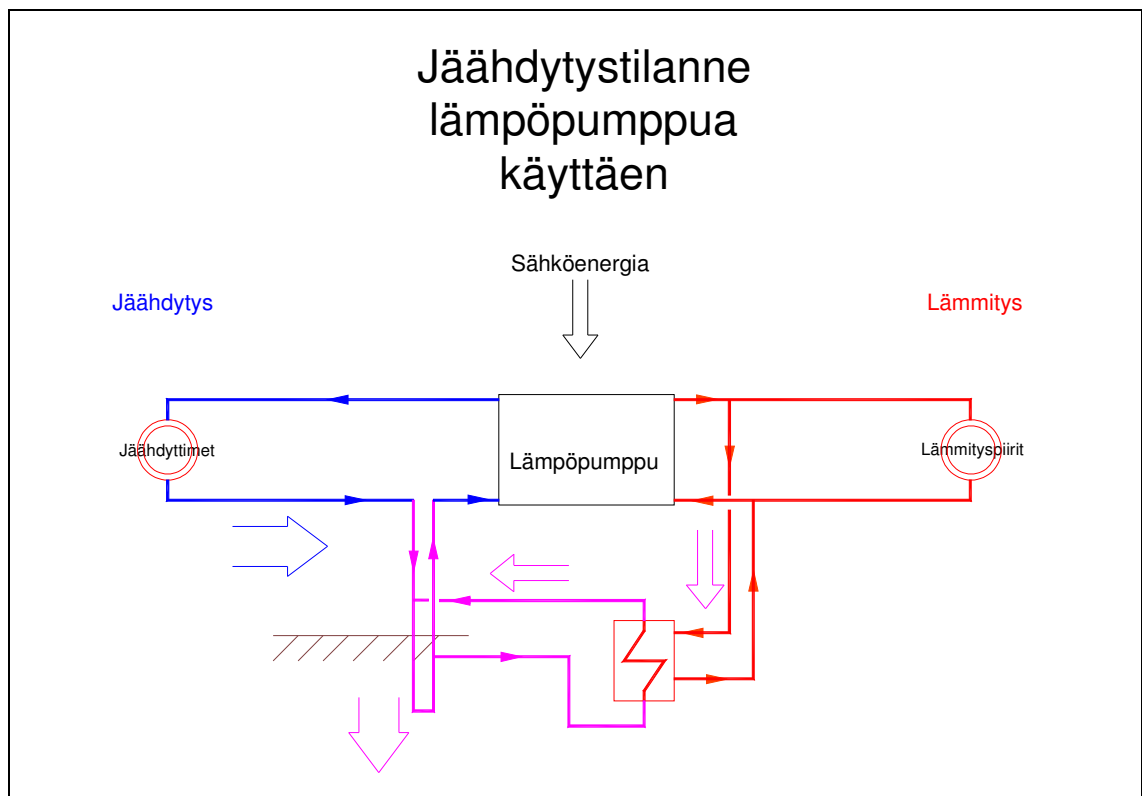 Jäähdytystilanne
lämpöpumppua
käyttäen
Sähköenergia
Jäähdytys
Lämmitys
Jäähdyttimet
Lämpöpumppu
Lämmityspiirit